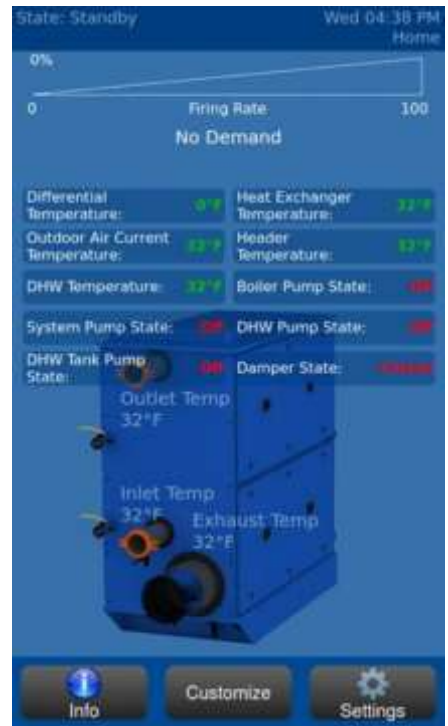 State: Standby
Wed 04:38 PM
Home
0%
0
Firing Rate
100
No Demand
Differential
Temperature:
0°F
Heat Exchanger
Temperature:
32°F
Outdoor Air Current
Temperature:
32°F
Header
Temperature:
32°F
DHW Temperature:
32°F
Boiler Pump State:
Off
System Pump State:
Off
DHW Pump State:
Off
DHW Tank Pump
State:
Off
Damper State:
Outlet Temp
32°F
Inlet Temp
32°F
Exhaust Temp
32°F
Info
Customize
Settings